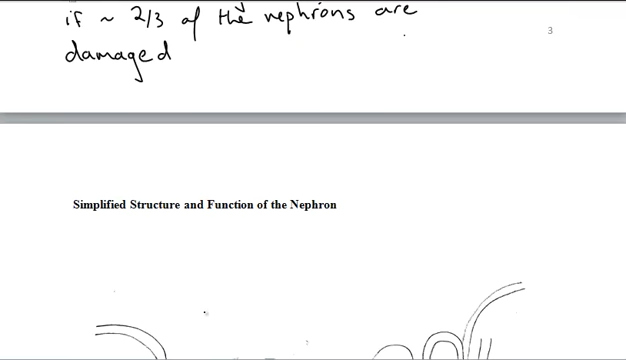 if ~ 2/3 of the nephrons are
damaged
3
Simplified Structure and Function of the Nephron